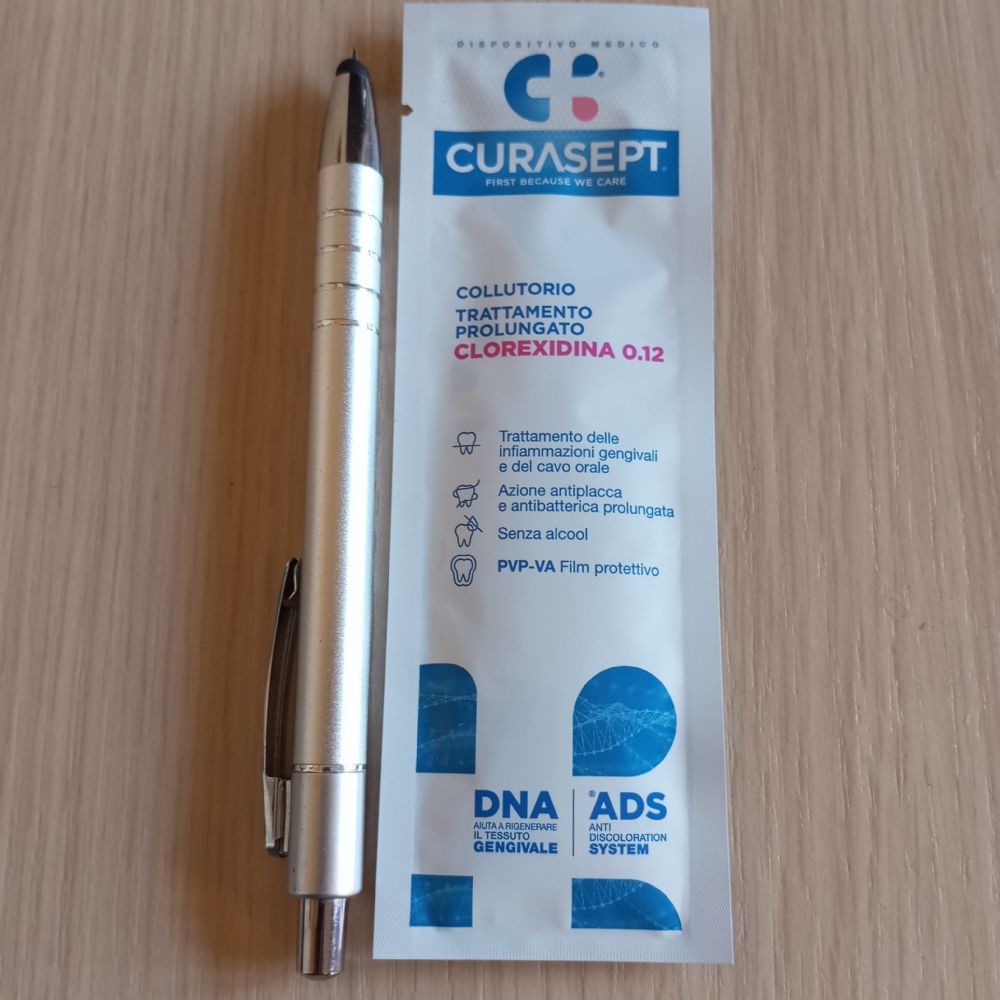 DISPOSITIVO MEDICO
CURASEPT
FIRST BECAUSE WE CARE
COLLUTORIO
TRATTAMENTO
PROLUNGATO
CLOREXIDINA 0.12
Trattamento delle
infiammazioni gengivali
e del cavo orale
Azione antiplacca
e antibatterica prolungata
Senza alcool
PVP-VA Film protettivo
DNA
AIUTA A RIGENERARE
IL TESSUTO
GENGIVALE
®ADS
ANTI
DISCOLORATION
SYSTEM